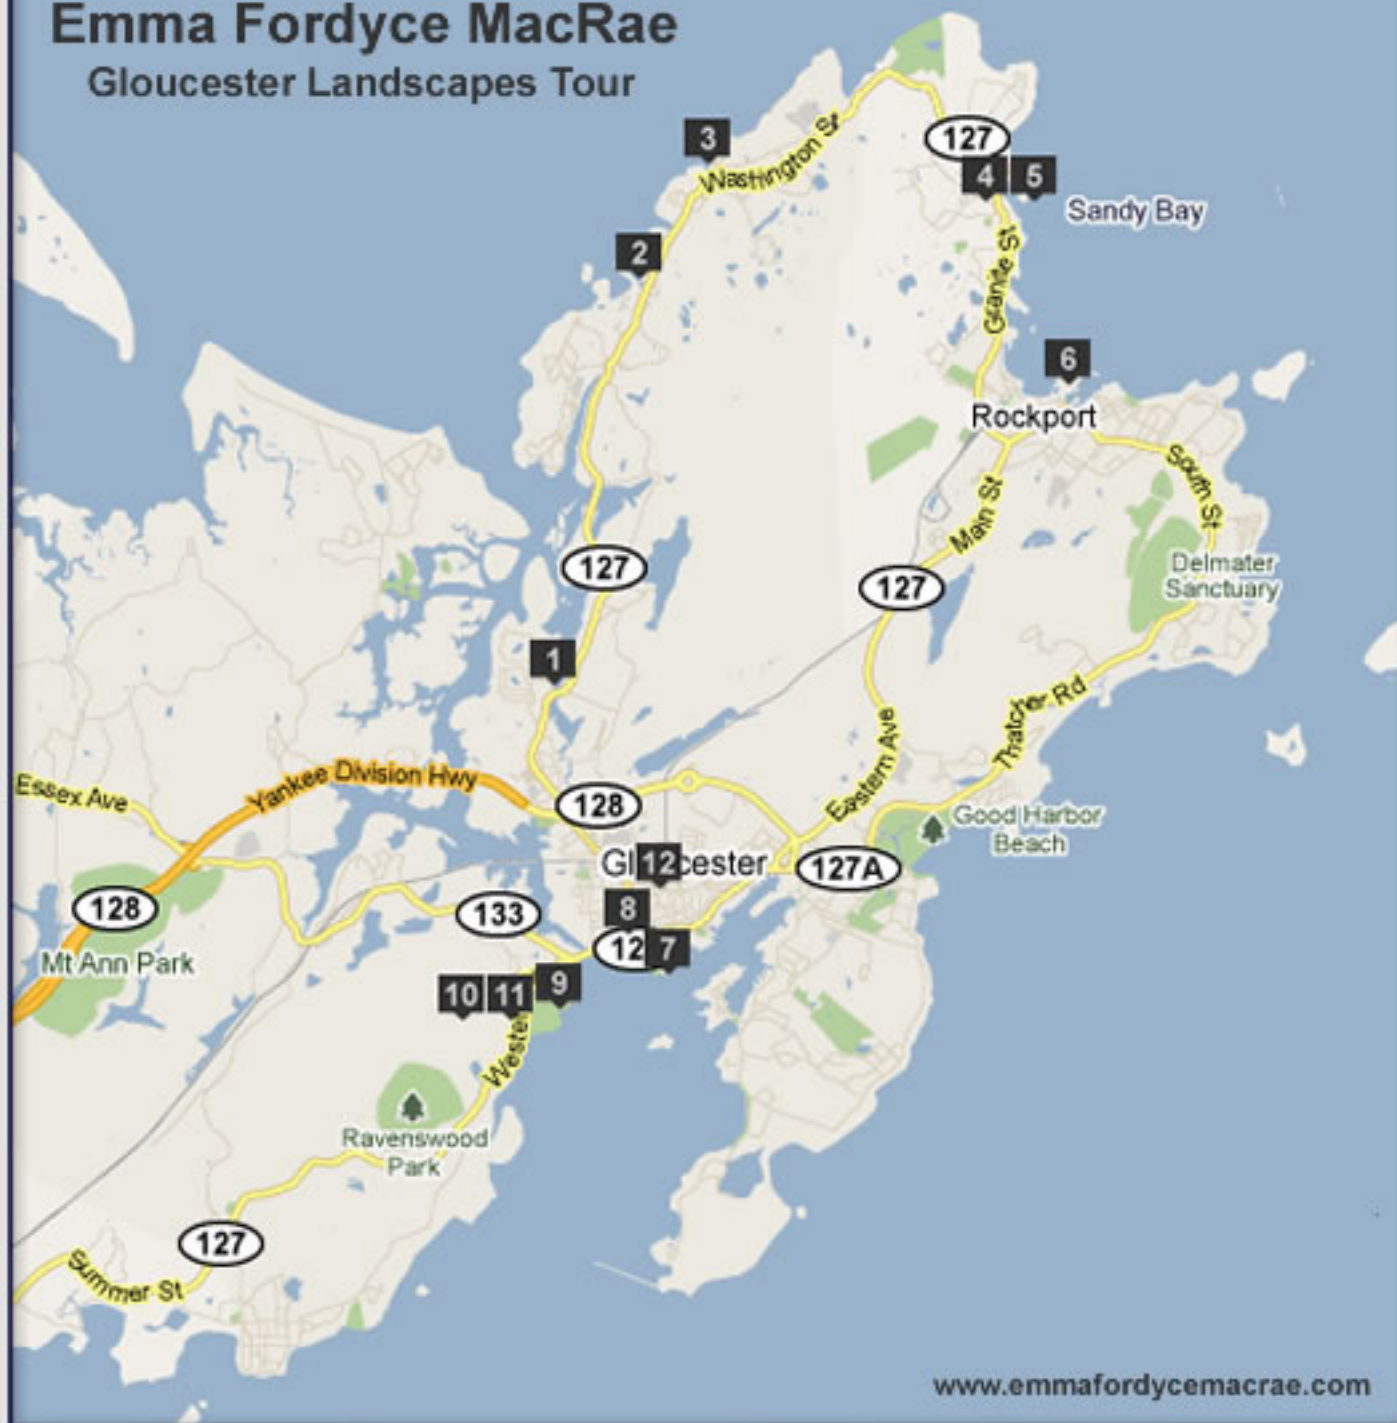 Emma Fordyce MacRae
Gloucester Landscapes Tour
3
Washington St
127
4
5
Sandy Bay
2
Granite St
6
Rockport
South St
Main St
127
127
Delmater
Sanctuary
1
Thatcher Rd
Eastern Ave
Yankee Division Hwy
Essex Ave
128
Good Harbor
Beach
12
127A
128
8
133
7
Mt Ann Park
10
11
9
Ravenswood
Park
127
Summer St
www.emmafordycemacrae.com